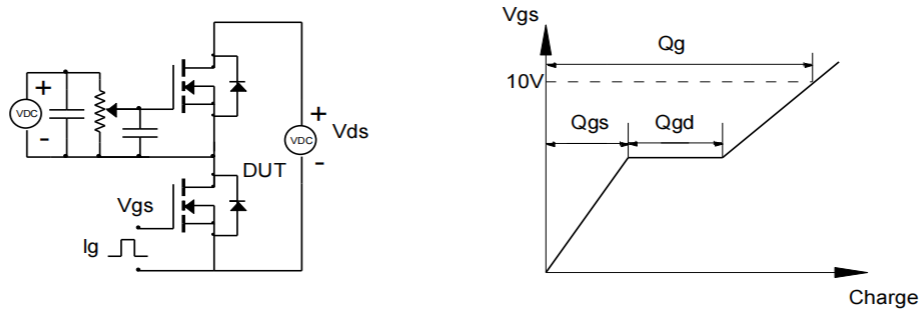 +
VDC
-
+
VDC
-
Vds
DUT
Vgs
Ig
Vgs
Qg
10V
Qgs
Qgd
Charge